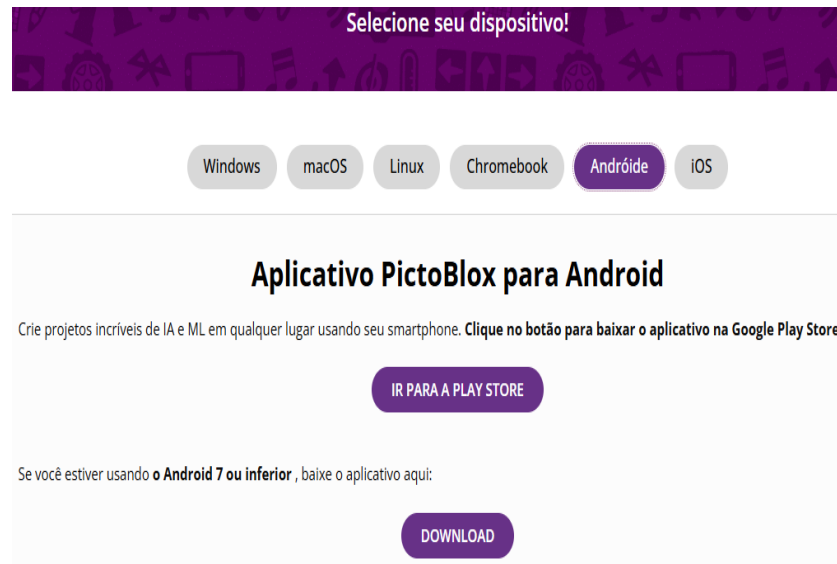 Selecione seu dispositivo!
Windows macOS Linux Chromebook Andróide iOS
Aplicativo PictoBlox para Android
Crie projetos incríveis de IA e ML em qualquer lugar usando seu smartphone. Clique no botão para baixar o aplicativo na Google Play Store
IR PARA A PLAY STORE
Se você estiver usando o Android 7 ou inferior , baixe o aplicativo aqui:
DOWNLOAD